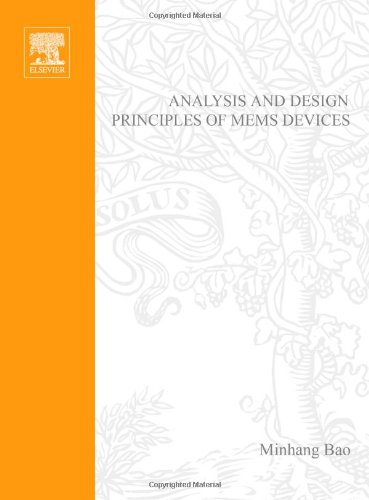 Copyrighted Material
ELSEVIER
ANALYSIS AND DESIGN
PRINCIPLES OF MEMS DEVICES
SOLUS
Minhang Bao
Copyrighted Material